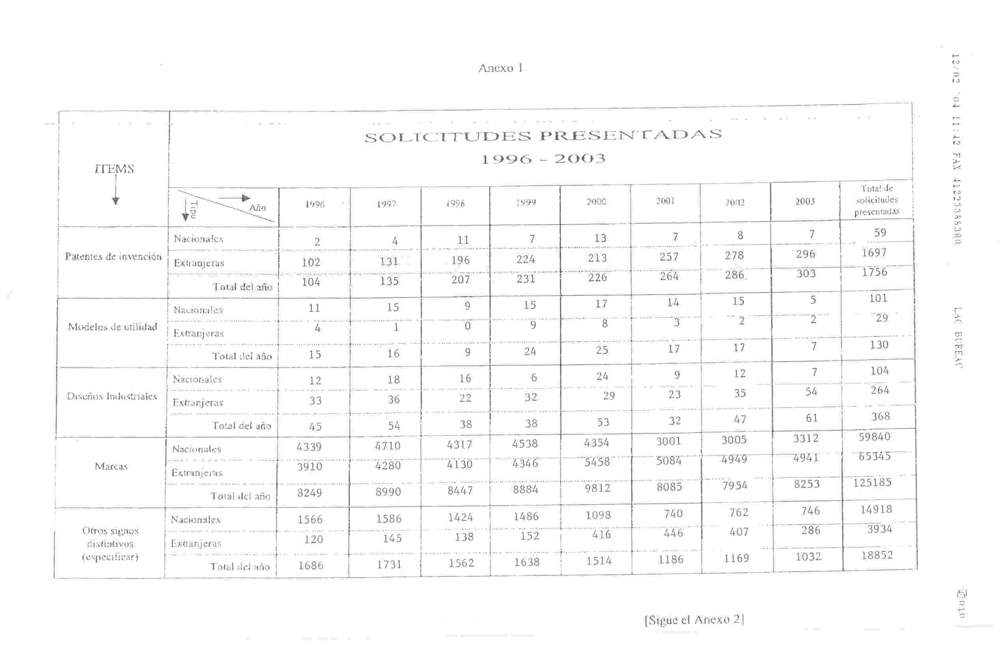 Anexo 1
SOLICITUDES PRESENTADAS
1996 - 2003
ITEMS
Tipo Año 1996 1997 1998 1999 2000 2001 2002 2003 Total de solicitudes presentadas
Patentes de invención
Nacionales 2 4 11 7 13 7 8 7 59
Extranjeras 102 131 196 224 213 257 278 296 1697
Total del año 104 135 207 231 226 264 286 303 1756
Modelos de utilidad
Nacionales 11 15 9 15 17 14 15 5 101
Extranjeras 4 1 0 9 8 3 2 2 29
Total del año 15 16 9 24 25 17 17 7 130
Diseños Industriales
Nacionales 12 18 16 6 24 9 12 7 104
Extranjeras 33 36 22 32 29 23 35 54 264
Total del año 45 54 38 38 53 32 47 61 368
Marcas
Nacionales 4339 4710 4317 4538 4354 3001 3005 3312 59840
Extranjeras 3910 4280 4130 4346 5458 5084 4949 4941 65345
Total del año 8249 8990 8447 8884 9812 8085 7954 8253 125185
Otros signos
distintivos
(especificar)
Nacionales 1566 1586 1424 1486 1098 740 762 746 14918
Extranjeras 120 145 138 152 416 446 407 286 3934
Total del año 1686 1731 1562 1638 1514 1186 1169 1032 18852
[Sigue el Anexo 2]
12/02 '04 11:42 FAX LAC BUREAU